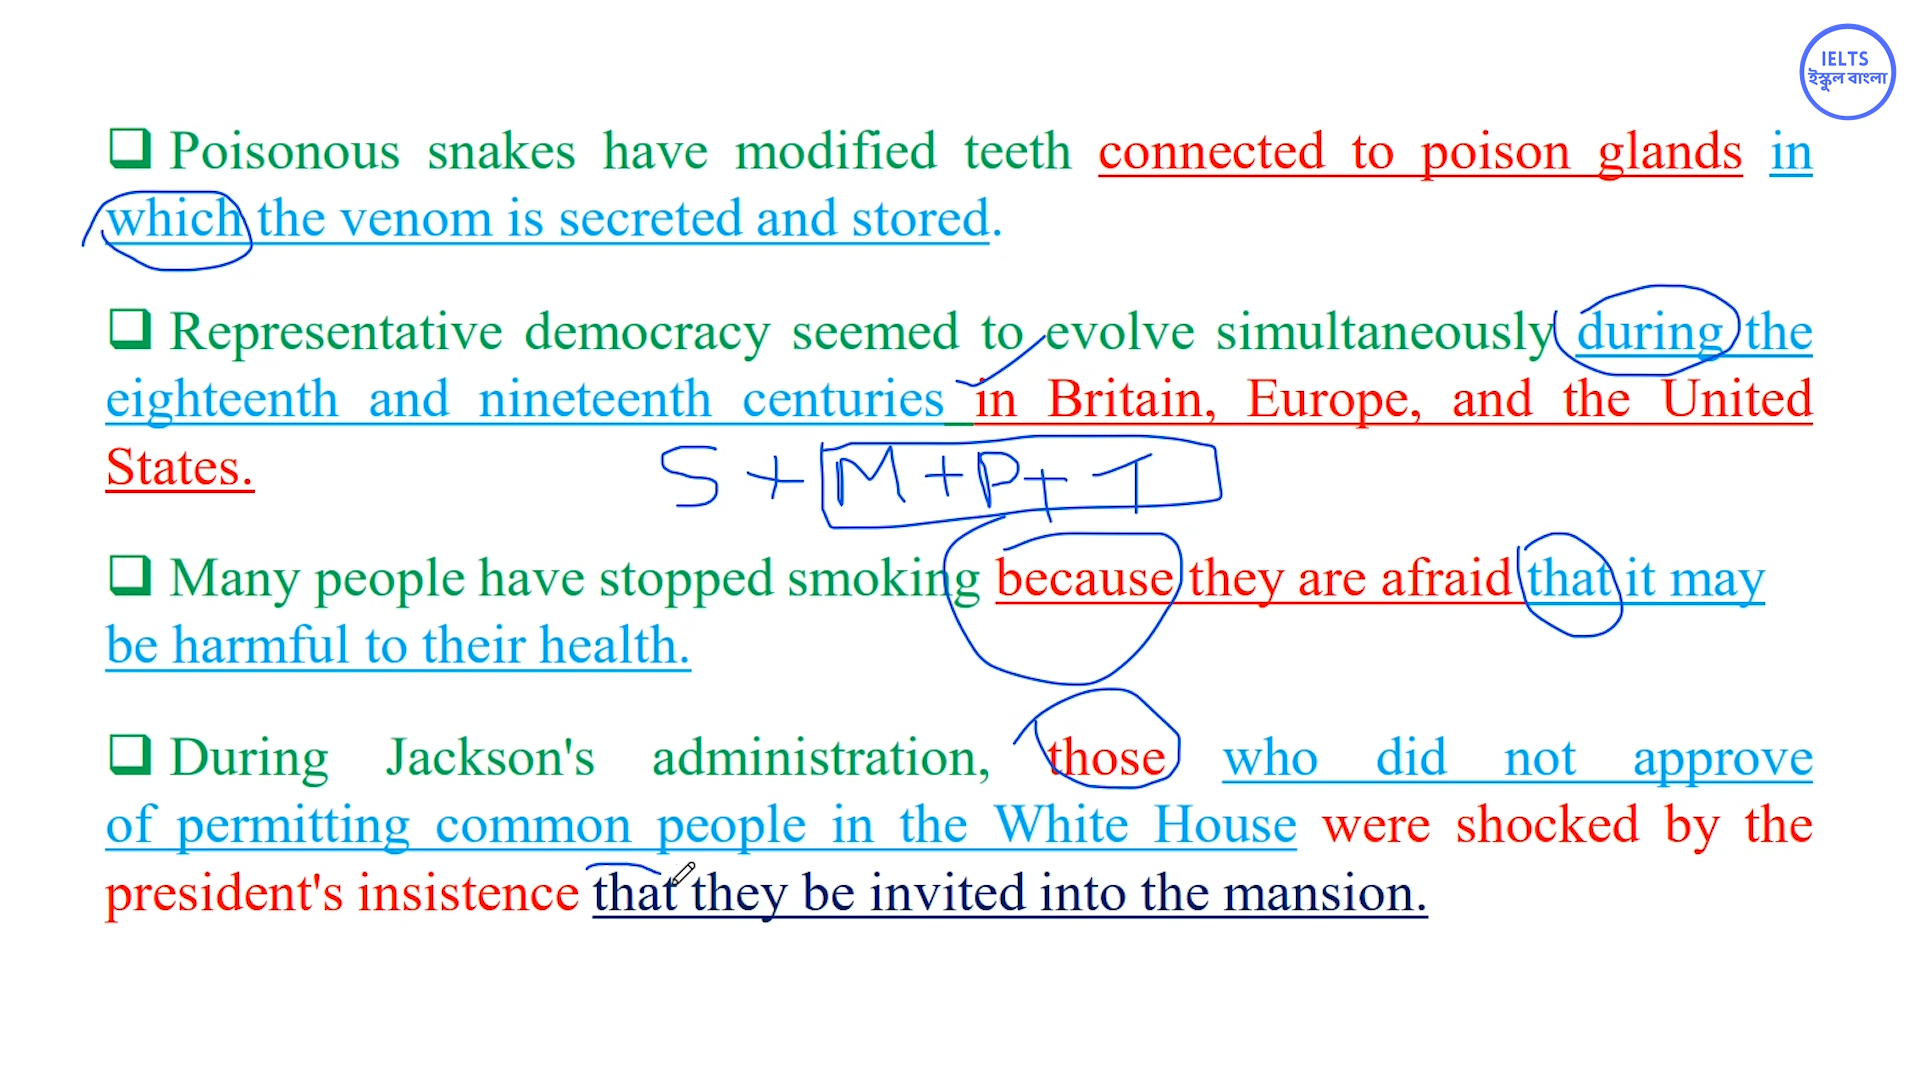 IELTS
ইস্কুল বাংলা
❑ Poisonous snakes have modified teeth connected to poison glands in
which the venom is secreted and stored.
❑ Representative democracy seemed to evolve simultaneously during the
eighteenth and nineteenth centuries in Britain, Europe, and the United
States.
S + M + P + T
❑ Many people have stopped smoking because they are afraid that it may
be harmful to their health.
❑ During Jackson's administration, those who did not approve
of permitting common people in the White House were shocked by the
president's insistence that they be invited into the mansion.